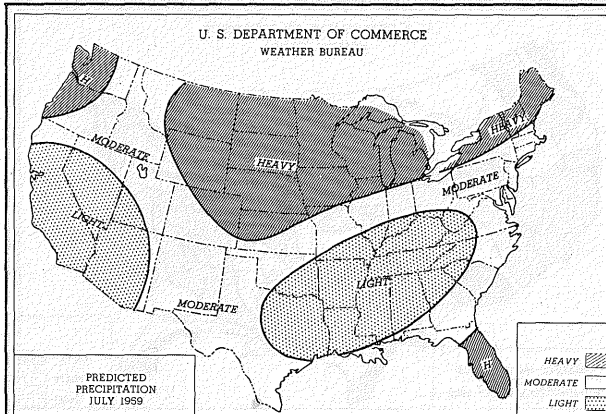 U. S. DEPARTMENT OF COMMERCE
WEATHER BUREAU
H
HEAVY
MODERATE
HEAVY
MODERATE
LIGHT
LIGHT
MODERATE
H
PREDICTED
PRECIPITATION
JULY 1959
HEAVY
MODERATE
LIGHT